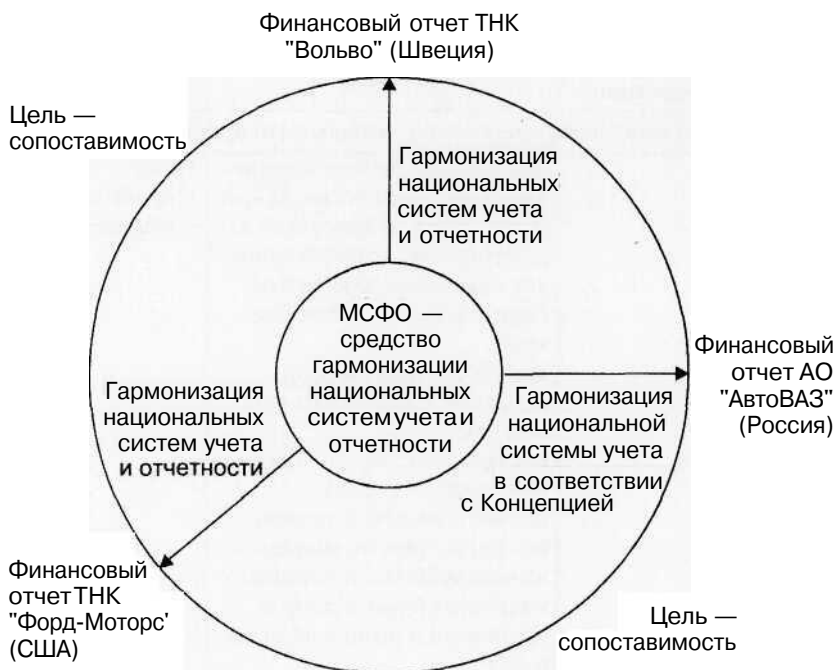 Финансовый отчет ТНК
"Вольво" (Швеция)
Цель —
сопоставимость
Гармонизация
национальных
систем учета
и отчетности
МСФО —
средство
гармонизации
национальных
систем учета и
отчетности
Гармонизация
национальных
систем учета
и отчетности
Гармонизация
национальной
системы учета
в соответствии
с Концепцией
Финансовый
отчет АО
"АвтоВАЗ"
(Россия)
Финансовый
отчет ТНК
"Форд-Моторс'
(США)
Цель —
сопоставимость